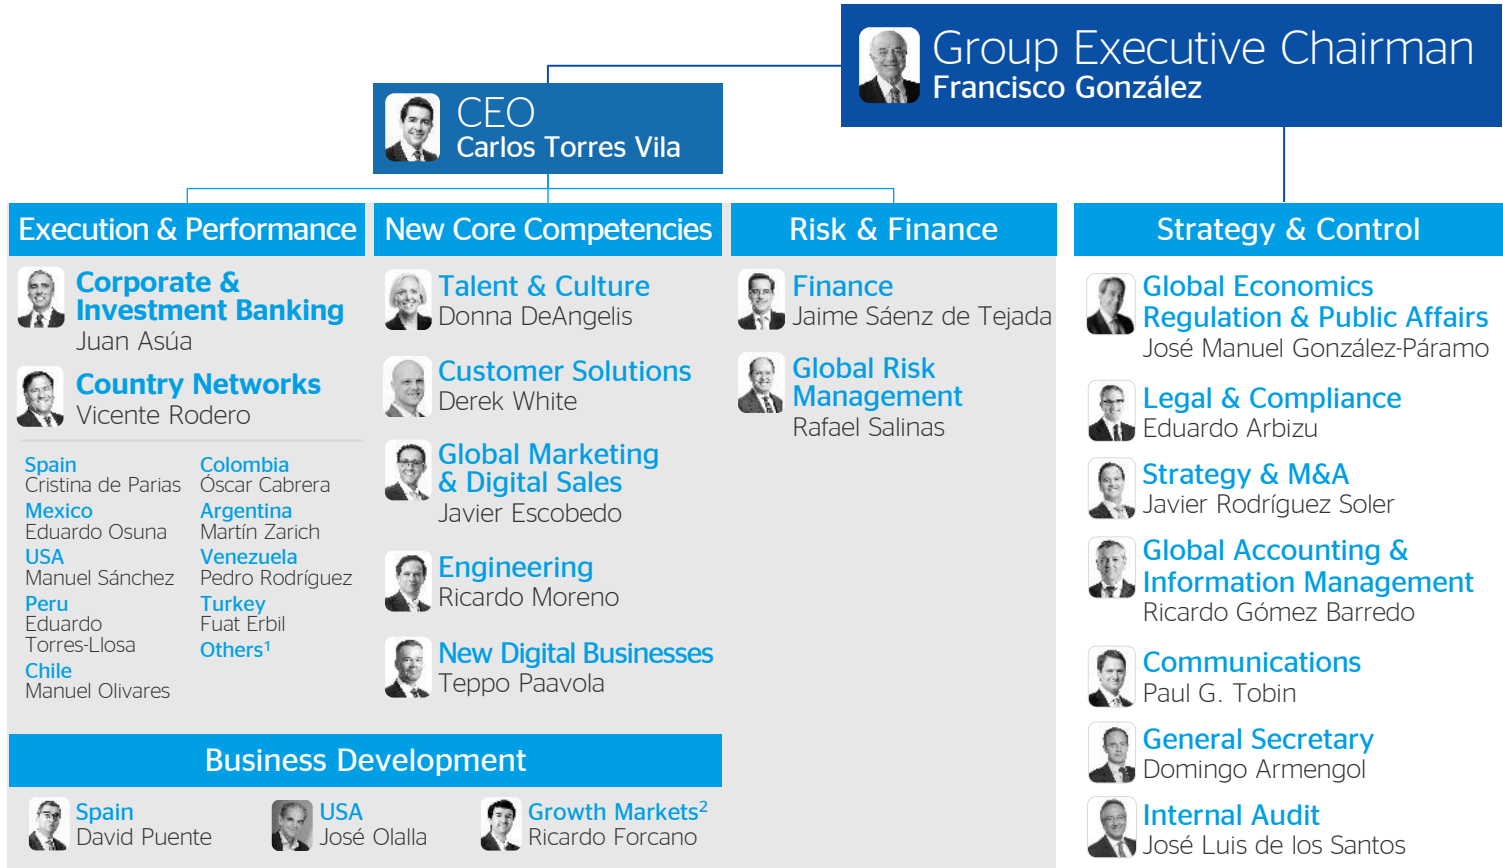 Group Executive Chairman
Francisco González
CEO
Carlos Torres Vila
Execution & Performance
Corporate &
Investment Banking
Juan Asúa
Country Networks
Vicente Rodero
Spain
Cristina de Parias
Mexico
Eduardo Osuna
USA
Manuel Sánchez
Peru
Eduardo
Torres-Llosa
Chile
Manuel Olivares
Colombia
Óscar Cabrera
Argentina
Martín Zarich
Venezuela
Pedro Rodríguez
Turkey
Fuat Erbil
Others¹
New Core Competencies
Talent & Culture
Donna DeAngelis
Customer Solutions
Derek White
Global Marketing
& Digital Sales
Javier Escobedo
Engineering
Ricardo Moreno
New Digital Businesses
Teppo Paavola
Risk & Finance
Finance
Jaime Sáenz de Tejada
Global Risk
Management
Rafael Salinas
Strategy & Control
Global Economics
Regulation & Public Affairs
José Manuel González-Páramo
Legal & Compliance
Eduardo Arbizu
Strategy & M&A
Javier Rodríguez Soler
Global Accounting &
Information Management
Ricardo Gómez Barredo
Communications
Paul G. Tobin
General Secretary
Domingo Armengol
Internal Audit
José Luis de los Santos
Business Development
Spain
David Puente
USA
José Olalla
Growth Markets²
Ricardo Forcano